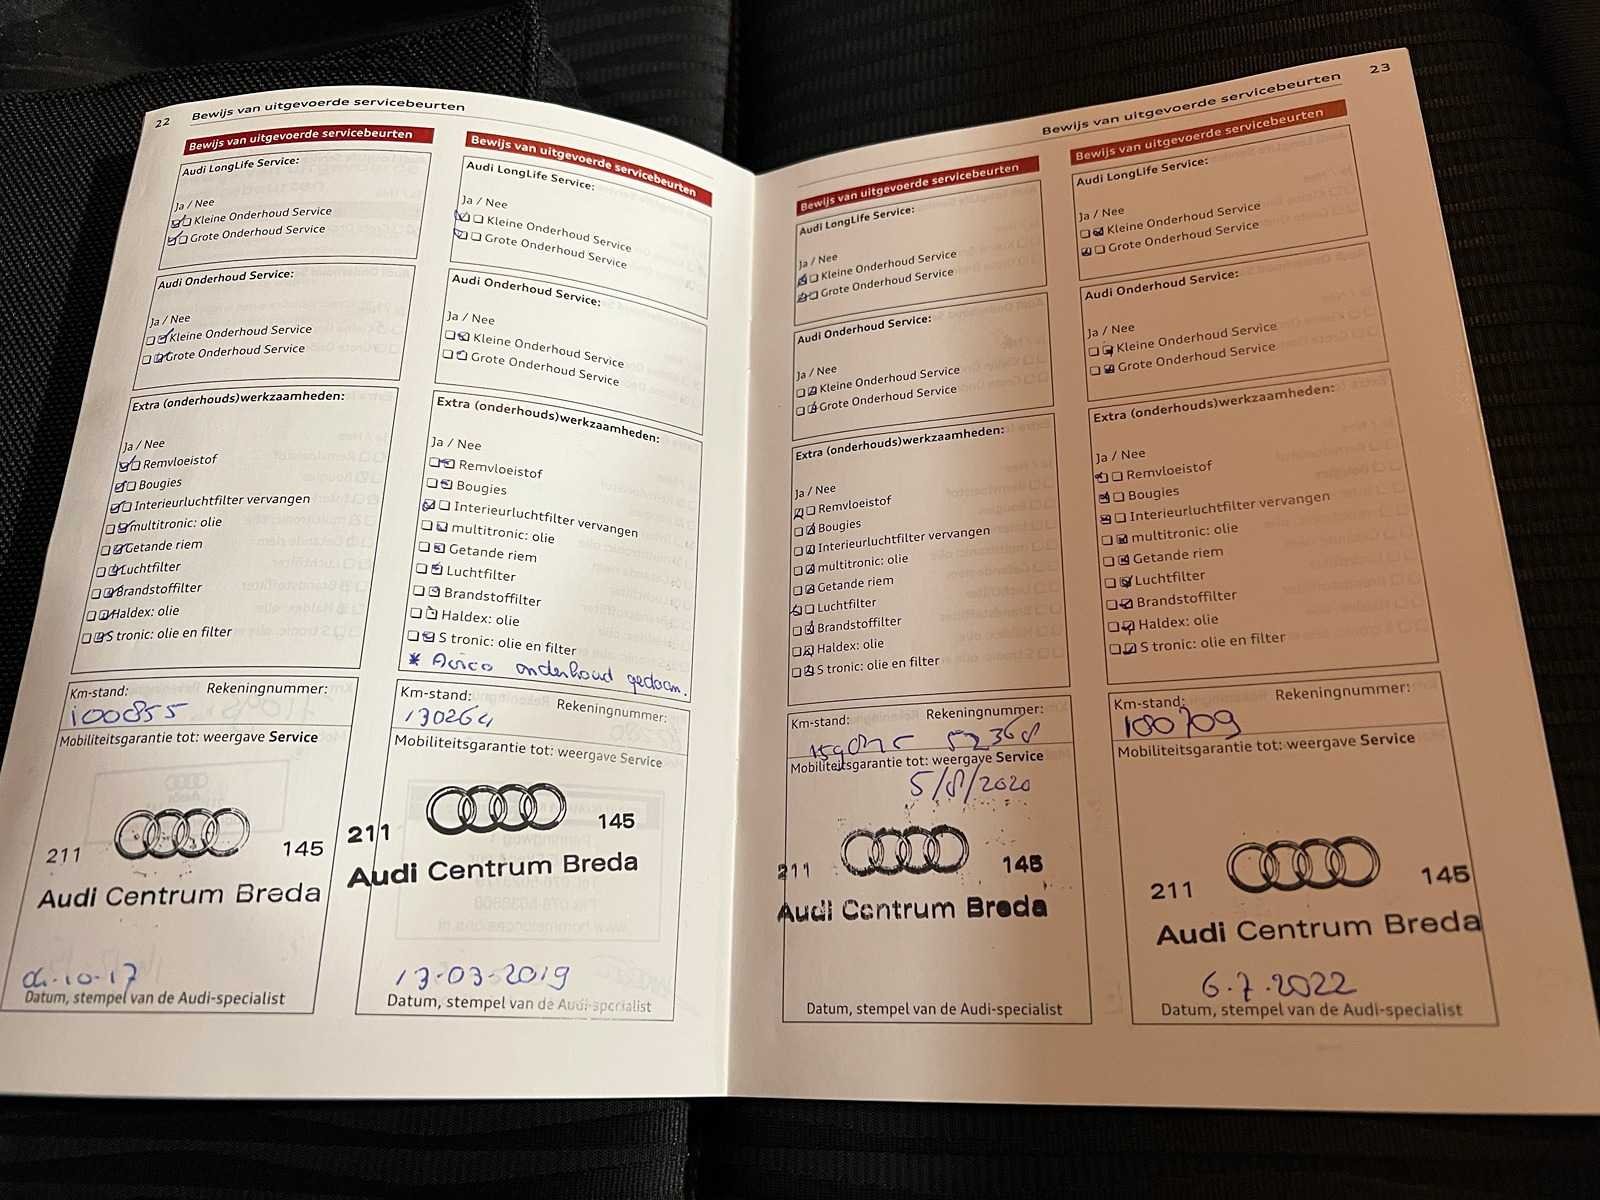 22 Bewijs van uitgevoerde servicebeurten
Bewijs van uitgevoerde servicebeurten
Audi LongLife Service:
Ja / Nee
Kleine Onderhoud Service
Grote Onderhoud Service
Audi Onderhoud Service:
Ja / Nee
Kleine Onderhoud Service
Grote Onderhoud Service
Extra (onderhouds)werkzaamheden:
Ja / Nee
Remvloeistof
Bougies
Interieurluchtfilter vervangen
multitronic: olie
Getande riem
Luchtfilter
Brandstoffilter
Haldex: olie
S tronic: olie en filter
Km-stand: Rekeningnummer:
100855
Mobiliteitsgarantie tot: weergave Service
211 145
Audi Centrum Breda
10-17
Datum, stempel van de Audi-specialist
Bewijs van uitgevoerde servicebeurten
Audi LongLife Service:
Ja / Nee
Kleine Onderhoud Service
Grote Onderhoud Service
Audi Onderhoud Service:
Ja / Nee
Kleine Onderhoud Service
Grote Onderhoud Service
Extra (onderhouds)werkzaamheden:
Ja / Nee
Remvloeistof
Bougies
Interieurluchtfilter vervangen
multitronic: olie
Getande riem
Luchtfilter
Brandstoffilter
Haldex: olie
S tronic: olie en filter
* Airco onderhoud gedaan.
Km-stand: Rekeningnummer:
130264
Mobiliteitsgarantie tot: weergave Service
211 145
Audi Centrum Breda
13-03-2019
Datum, stempel van de Audi-specialist
Bewijs van uitgevoerde servicebeurten 23
Bewijs van uitgevoerde servicebeurten
Audi LongLife Service:
Ja / Nee
Kleine Onderhoud Service
Grote Onderhoud Service
Audi Onderhoud Service:
Ja / Nee
Kleine Onderhoud Service
Grote Onderhoud Service
Extra (onderhouds)werkzaamheden:
Ja / Nee
Remvloeistof
Bougies
Interieurluchtfilter vervangen
multitronic: olie
Getande riem
Luchtfilter
Brandstoffilter
Haldex: olie
S tronic: olie en filter
Km-stand: Rekeningnummer:
52368
Mobiliteitsgarantie tot: weergave Service
5/8/2020
211 145
Audi Centrum Breda
Datum, stempel van de Audi-specialist
Bewijs van uitgevoerde servicebeurten
Audi LongLife Service:
Ja / Nee
Kleine Onderhoud Service
Grote Onderhoud Service
Audi Onderhoud Service:
Ja / Nee
Kleine Onderhoud Service
Grote Onderhoud Service
Extra (onderhouds)werkzaamheden:
Ja / Nee
Remvloeistof
Bougies
Interieurluchtfilter vervangen
multitronic: olie
Getande riem
Luchtfilter
Brandstoffilter
Haldex: olie
S tronic: olie en filter
Km-stand: Rekeningnummer:
Mobiliteitsgarantie tot: weergave Service
211 145
Audi Centrum Breda
6.7.2022
Datum, stempel van de Audi-specialist